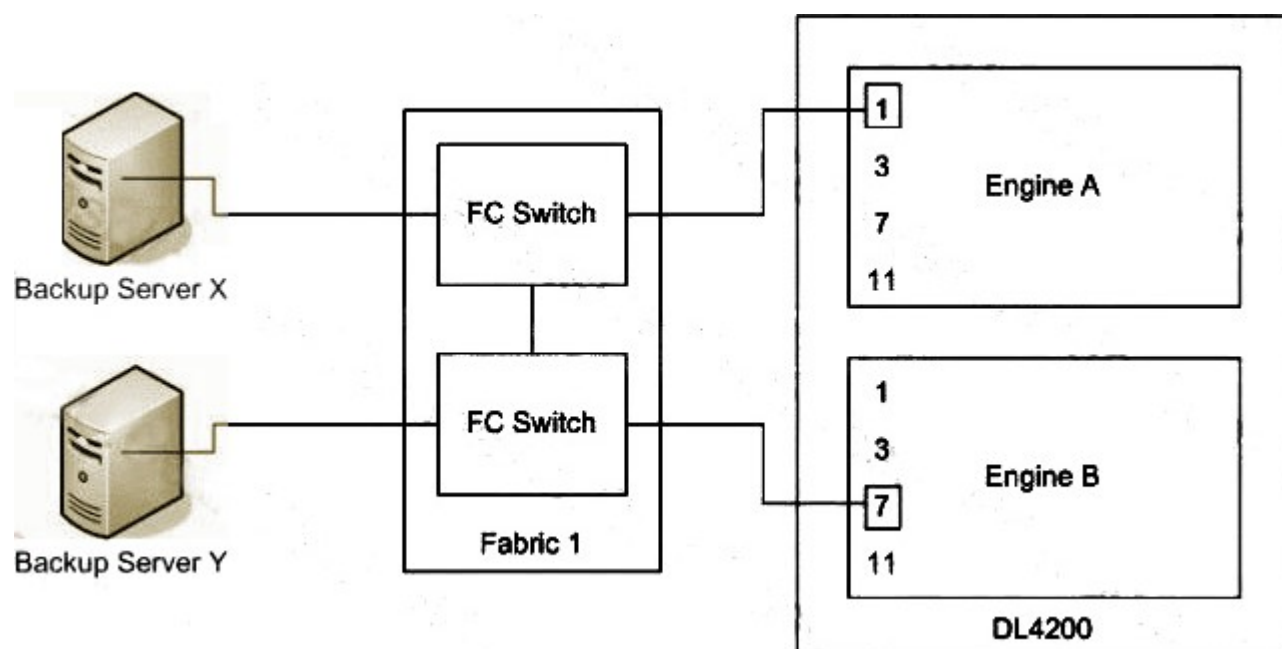 Backup Server X
Backup Server Y
FC Switch
FC Switch
Fabric 1
1
3
7
11
Engine A
1
3
7
11
Engine B
DL4200